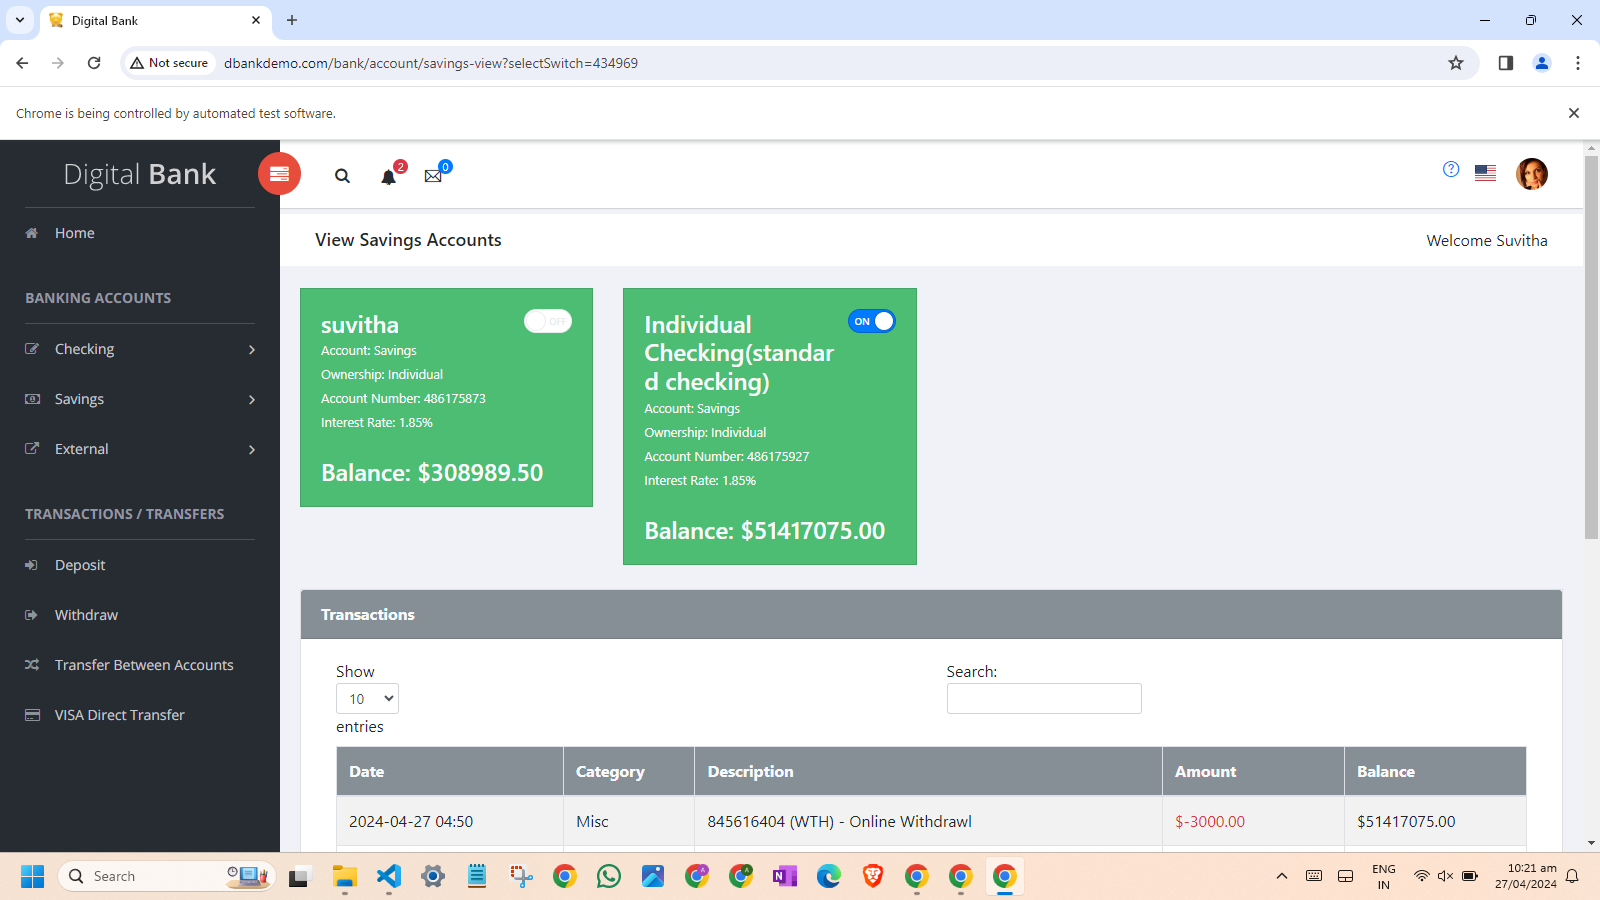 Digital Bank
Not secure
dbankdemo.com/bank/account/savings-view?selectSwitch=434969
Chrome is being controlled by automated test software.
Digital Bank
2
0
Home
View Savings Accounts
Welcome Suvitha
BANKING ACCOUNTS
Checking
Savings
External
TRANSACTIONS / TRANSFERS
Deposit
Withdraw
Transfer Between Accounts
VISA Direct Transfer
suvitha
OFF
Account: Savings
Ownership: Individual
Account Number: 486175873
Interest Rate: 1.85%
Balance: $308989.50
Individual
Checking(standar
d checking)
ON
Account: Savings
Ownership: Individual
Account Number: 486175927
Interest Rate: 1.85%
Balance: $51417075.00
Transactions
Show
10
entries
Search:
Date Category Description Amount Balance
2024-04-27 04:50 Misc 845616404 (WTH) - Online Withdrawl $-3000.00 $51417075.00
Search
ENG
IN
10:21 am
27/04/2024